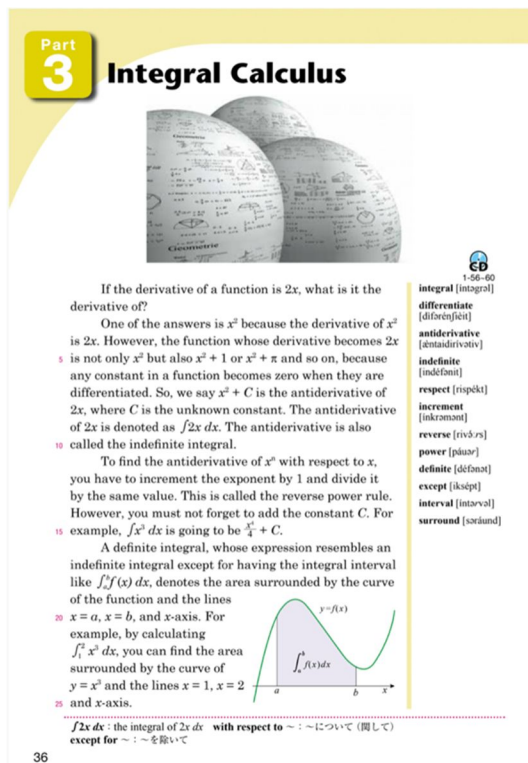 Part
3
Integral Calculus
Geometrie
CD
1-56~60
If the derivative of a function is 2x, what is it the
derivative of?
One of the answers is x² because the derivative of x²
is 2x. However, the function whose derivative becomes 2x
5 is not only x² but also x² + 1 or x² + π and so on, because
any constant in a function becomes zero when they are
differentiated. So, we say x² + C is the antiderivative of
2x, where C is the unknown constant. The antiderivative
of 2x is denoted as ∫2x dx. The antiderivative is also
10 called the indefinite integral.
To find the antiderivative of xⁿ with respect to x,
you have to increment the exponent by 1 and divide it
by the same value. This is called the reverse power rule.
However, you must not forget to add the constant C. For
15 example, ∫x³ dx is going to be x⁴/4 + C.
A definite integral, whose expression resembles an
indefinite integral except for having the integral interval
like ∫ₐᵇf(x) dx, denotes the area surrounded by the curve
of the function and the lines
20 x = a, x = b, and x-axis. For
example, by calculating
∫₁² x³ dx, you can find the area
surrounded by the curve of
y = x³ and the lines x = 1, x = 2
25 and x-axis.
y=f(x)
∫ₐᵇ f(x)dx
a b x
integral [íntəgrəl]
differentiate
[dìfərénʃièit]
antiderivative
[æ̀ntaidirívətiv]
indefinite
[indéfənit]
respect [rispékt]
increment
[ínkrəmənt]
reverse [rivə́ːrs]
power [páuər]
definite [défənət]
except [iksépt]
interval [íntərvəl]
surround [səráund]
∫2x dx : the integral of 2x dx with respect to ~ : ~について (関して)
except for ~ : ~を除いて
36